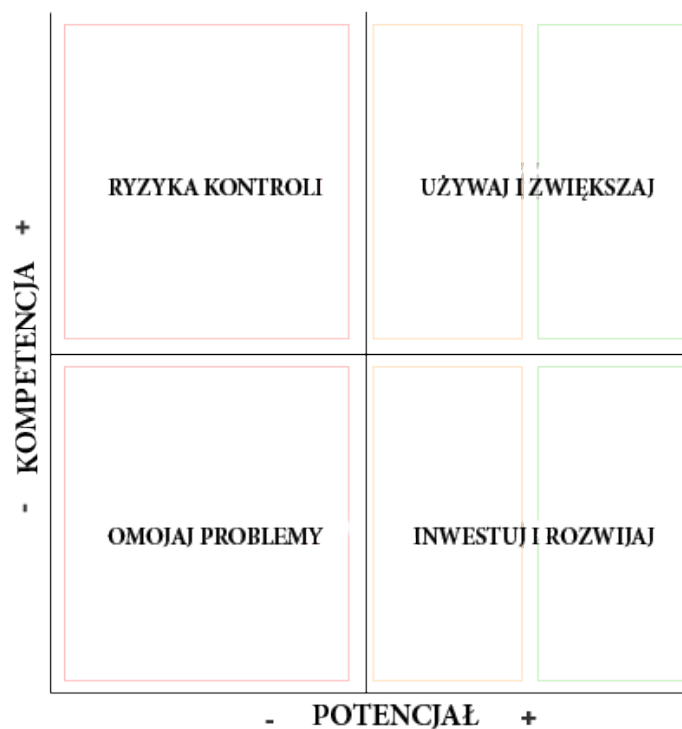 RYZYKA KONTROLI
UŻYWAJ I ZWIĘKSZAJ
- KOMPETENCJA +
OMOJAJ PROBLEMY
INWESTUJ I ROZWIJAJ
- POTENCJAŁ +